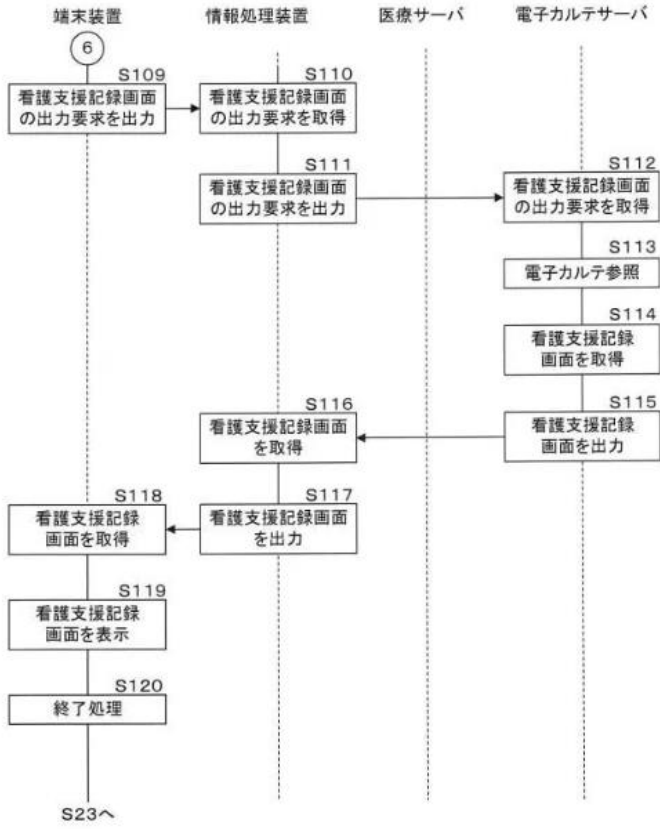 端末装置
情報処理装置
医療サーバ
電子カルテサーバ
6
S109
看護支援記録画面
の出力要求を出力
S110
看護支援記録画面
の出力要求を取得
S111
看護支援記録画面
の出力要求を出力
S112
看護支援記録画面
の出力要求を取得
S113
電子カルテ参照
S114
看護支援記録
画面を取得
S115
看護支援記録
画面を出力
S116
看護支援記録画面
を取得
S117
看護支援記録画面
を出力
S118
看護支援記録
画面を取得
S119
看護支援記録
画面を表示
S120
終了処理
S23へ